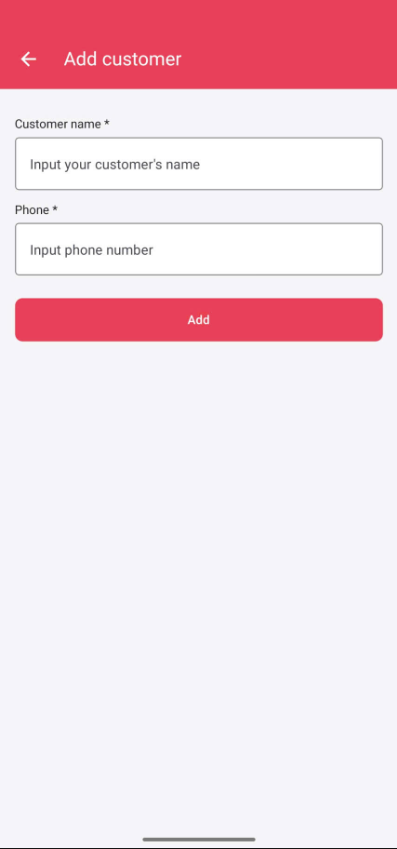 Add customer
Customer name *
Input your customer's name
Phone *
Input phone number
Add